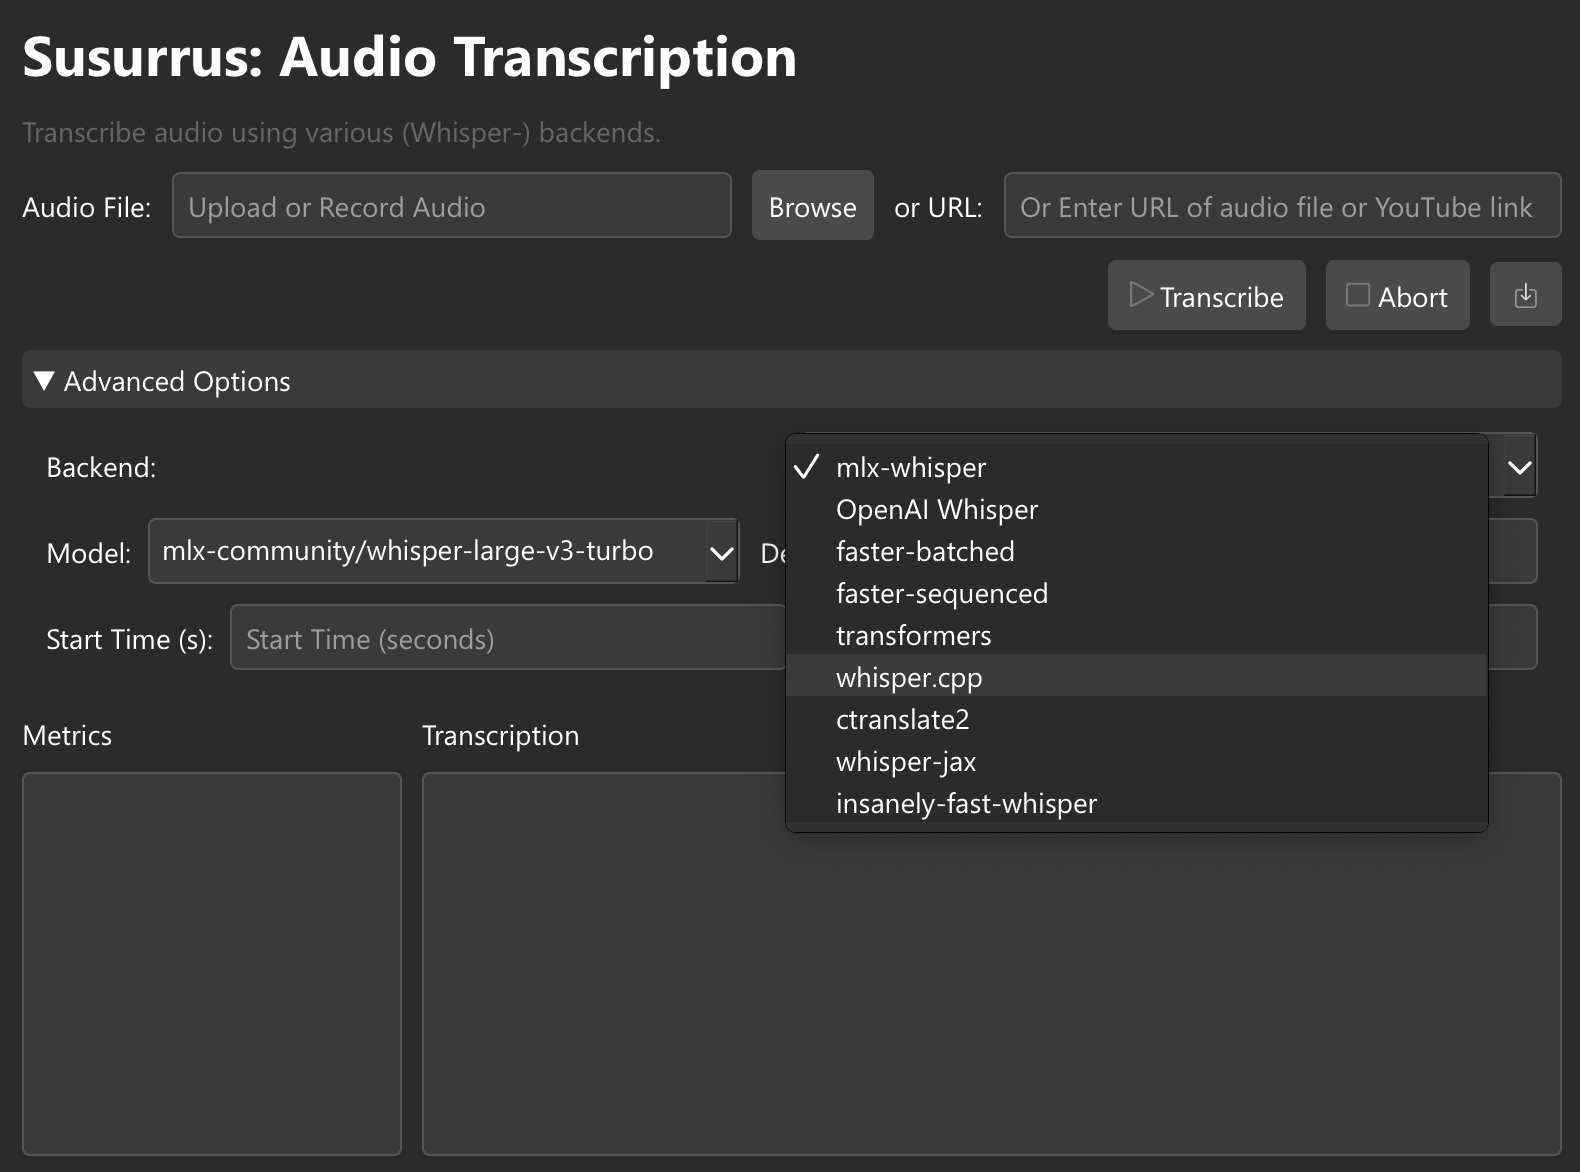 Susurrus: Audio Transcription
Transcribe audio using various (Whisper-) backends.
Audio File: Upload or Record Audio Browse or URL: Or Enter URL of audio file or YouTube link
Transcribe Abort
Advanced Options
Backend:
mlx-whisper
OpenAI Whisper
faster-batched
faster-sequenced
transformers
whisper.cpp
ctranslate2
whisper-jax
insanely-fast-whisper
Model: mlx-community/whisper-large-v3-turbo
Start Time (s): Start Time (seconds)
Metrics Transcription